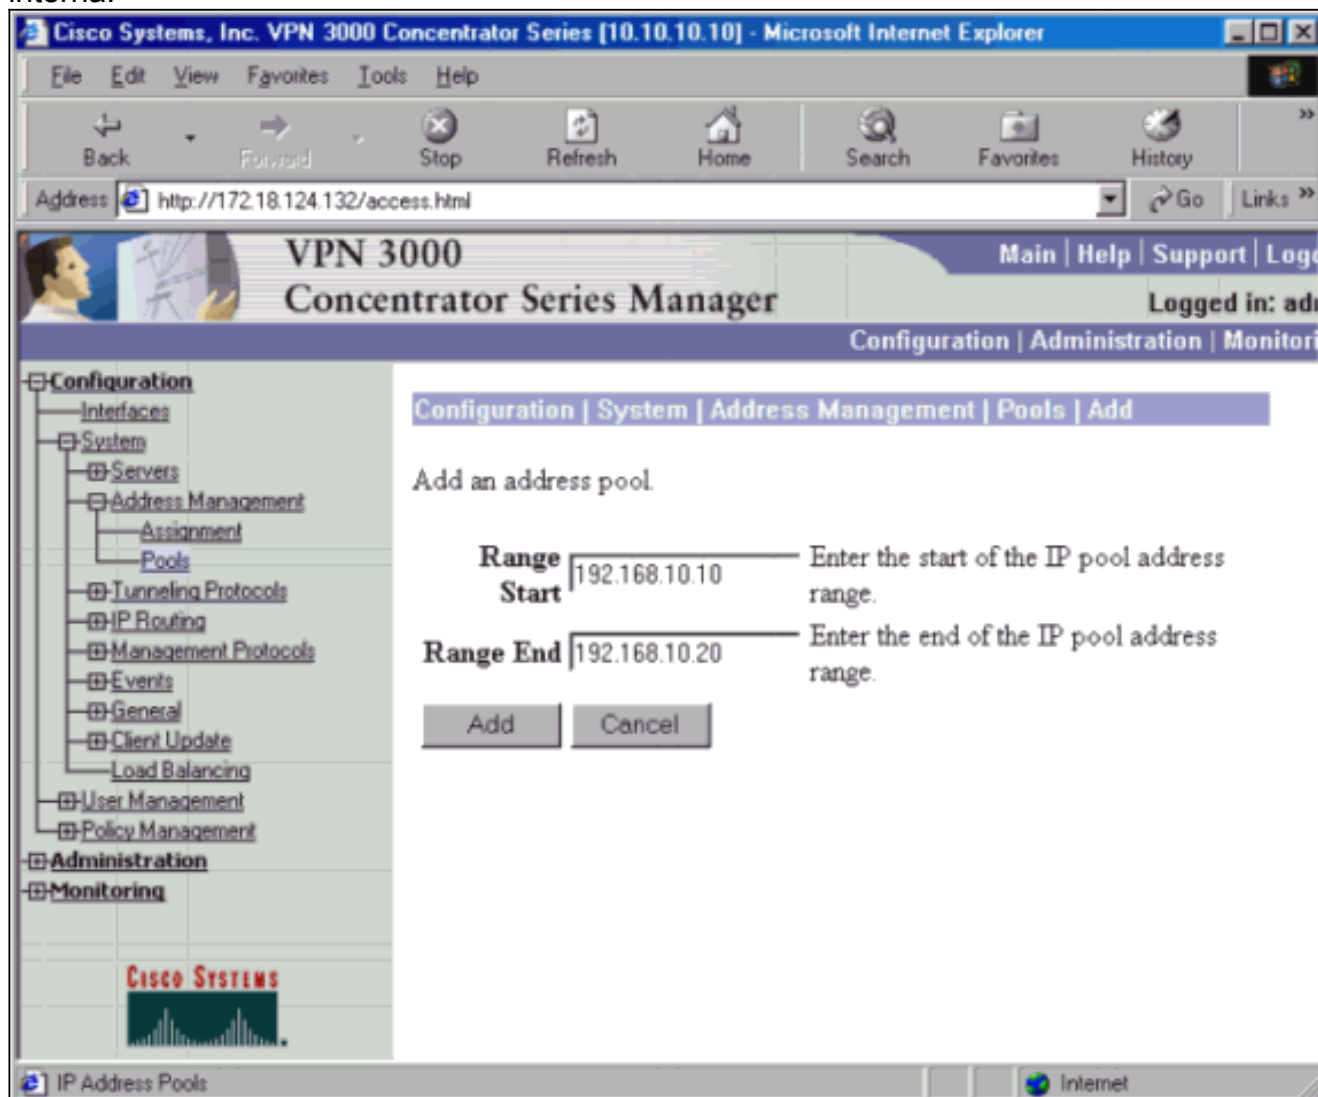 interna.
Cisco Systems, Inc. VPN 3000 Concentrator Series [10.10.10.10] - Microsoft Internet Explorer
File Edit View Favorites Tools Help
Back Forward Stop Refresh Home Search Favorites History »
Address http://172.18.124.132/access.html Go Links »
VPN 3000
Concentrator Series Manager
Main | Help | Support | Logo
Logged in: adi
Configuration | Administration | Monitori
Configuration
Interfaces
System
Servers
Address Management
Assignment
Pools
Tunneling Protocols
IP Routing
Management Protocols
Events
General
Client Update
Load Balancing
User Management
Policy Management
Administration
Monitoring
CISCO SYSTEMS
Configuration | System | Address Management | Pools | Add
Add an address pool.
Range Start 192.168.10.10 Enter the start of the IP pool address
range.
Range End 192.168.10.20 Enter the end of the IP pool address
range.
Add Cancel
IP Address Pools Internet